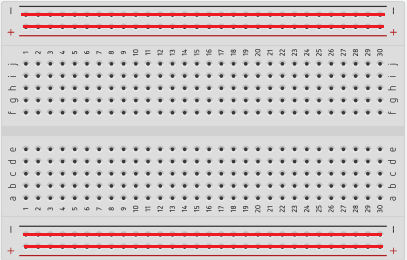 − −
+ +
1 2 3 4 5 6 7 8 9 10 11 12 13 14 15 16 17 18 19 20 21 22 23 24 25 26 27 28 29 30
j j
i i
h h
g g
f f
e e
d d
c c
b b
a a
1 2 3 4 5 6 7 8 9 10 11 12 13 14 15 16 17 18 19 20 21 22 23 24 25 26 27 28 29 30
− −
+ +